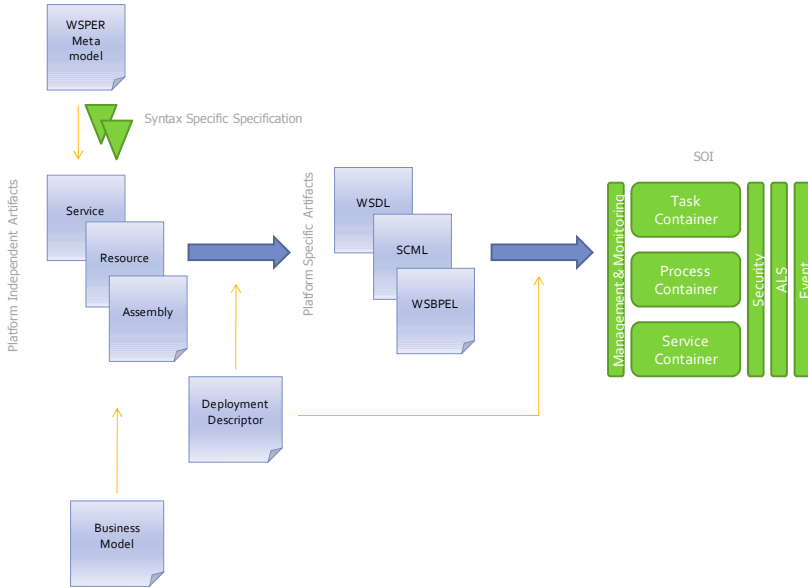 WSPER
Meta
model
Syntax Specific Specification
Platform Independent Artifacts
Service
Resource
Assembly
Platform Specific Artifacts
WSDL
SCML
WSBPEL
SOI
Management & Monitoring
Task
Container
Process
Container
Service
Container
Security
ALS
Event
Deployment
Descriptor
Business
Model